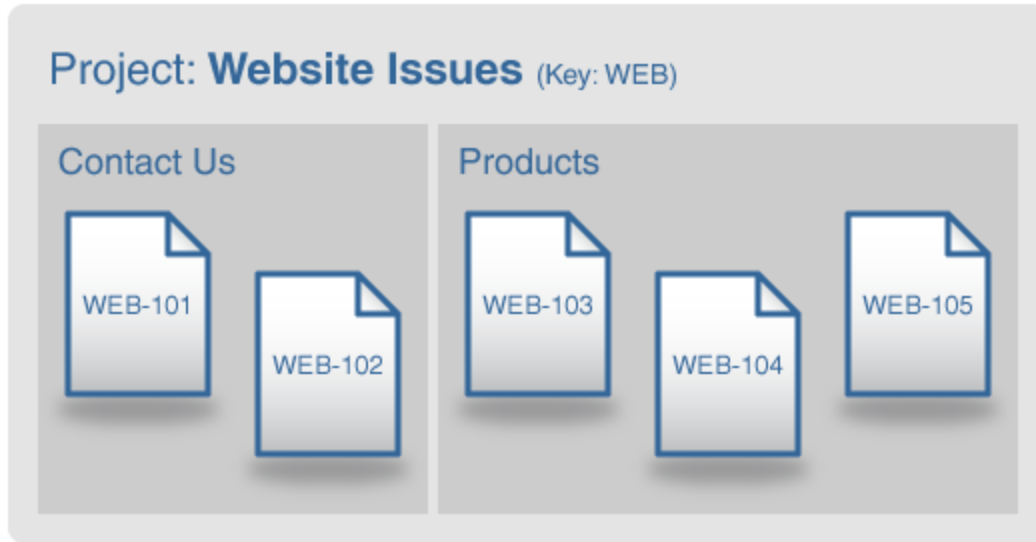 Project: Website Issues (Key: WEB)
Contact Us
WEB-101
WEB-102
Products
WEB-103
WEB-104
WEB-105